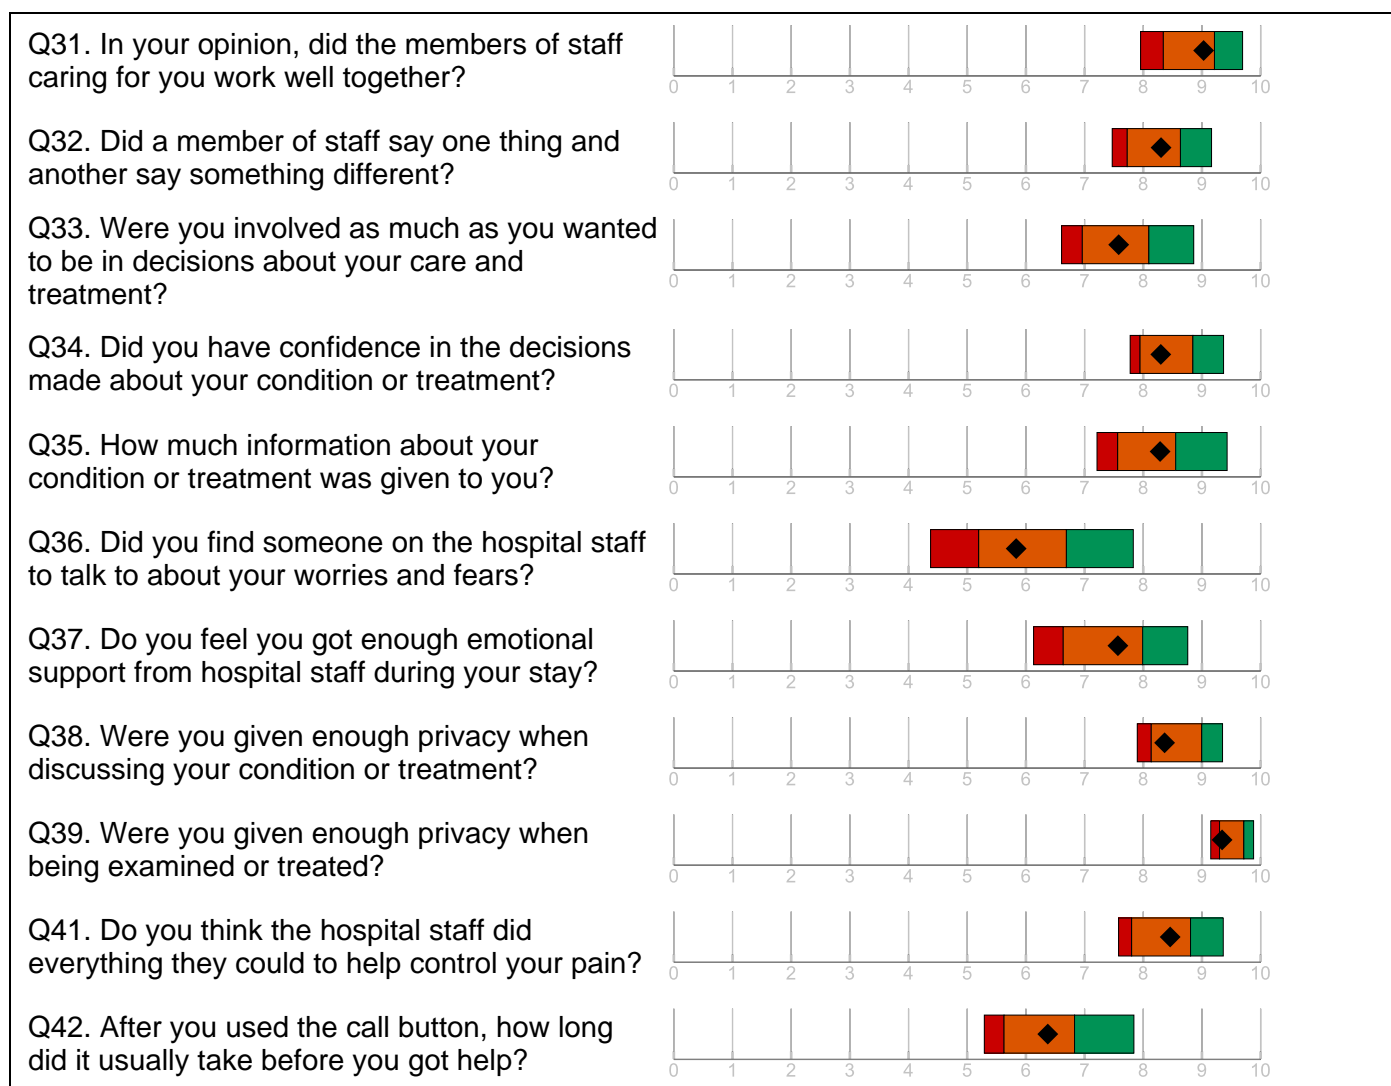 Q31. In your opinion, did the members of staff
caring for you work well together?
0 1 2 3 4 5 6 7 8 9 10
Q32. Did a member of staff say one thing and
another say something different?
0 1 2 3 4 5 6 7 8 9 10
Q33. Were you involved as much as you wanted
to be in decisions about your care and
treatment?
0 1 2 3 4 5 6 7 8 9 10
Q34. Did you have confidence in the decisions
made about your condition or treatment?
0 1 2 3 4 5 6 7 8 9 10
Q35. How much information about your
condition or treatment was given to you?
0 1 2 3 4 5 6 7 8 9 10
Q36. Did you find someone on the hospital staff
to talk to about your worries and fears?
0 1 2 3 4 5 6 7 8 9 10
Q37. Do you feel you got enough emotional
support from hospital staff during your stay?
0 1 2 3 4 5 6 7 8 9 10
Q38. Were you given enough privacy when
discussing your condition or treatment?
0 1 2 3 4 5 6 7 8 9 10
Q39. Were you given enough privacy when
being examined or treated?
0 1 2 3 4 5 6 7 8 9 10
Q41. Do you think the hospital staff did
everything they could to help control your pain?
0 1 2 3 4 5 6 7 8 9 10
Q42. After you used the call button, how long
did it usually take before you got help?
0 1 2 3 4 5 6 7 8 9 10